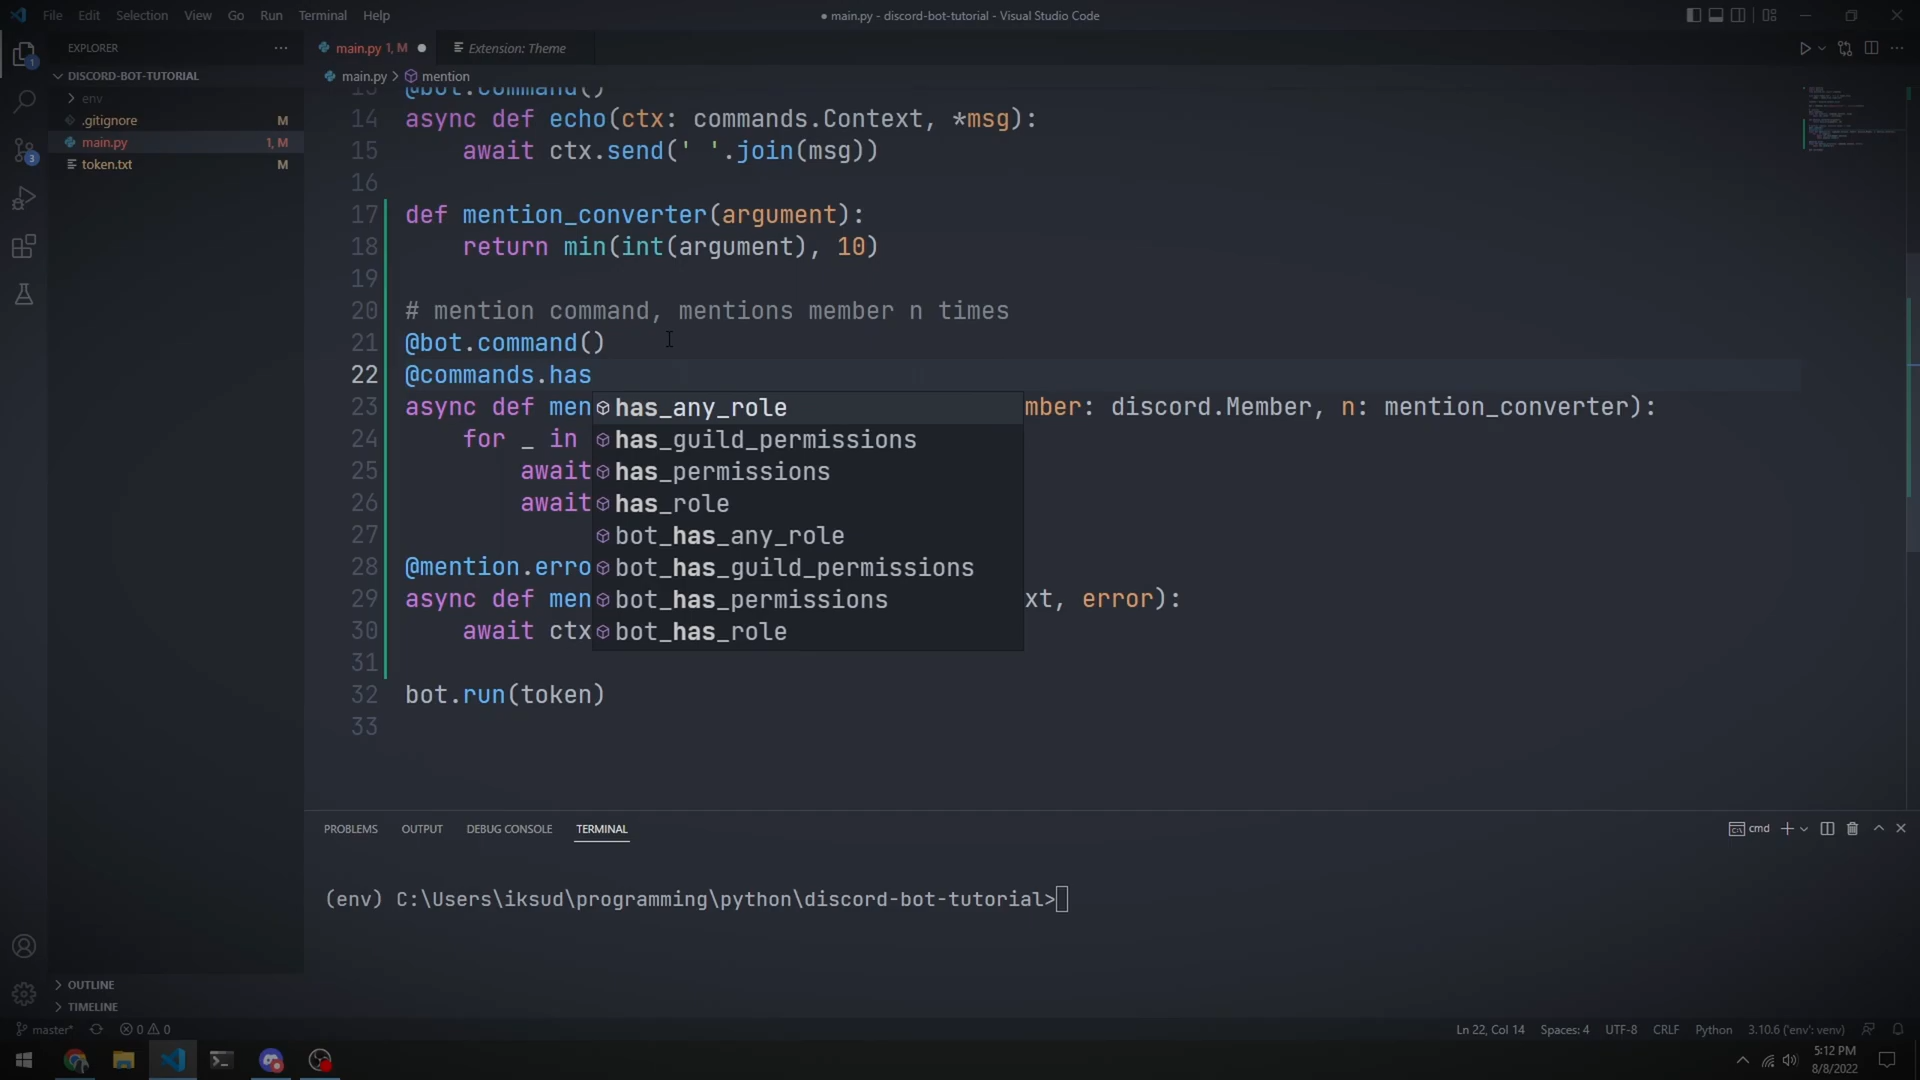 File Edit Selection View Go Run Terminal Help
● main.py - discord-bot-tutorial - Visual Studio Code
EXPLORER
main.py 1, M
Extension: Theme
DISCORD-BOT-TUTORIAL
main.py > mention
env
.gitignore M
main.py 1, M
token.txt M
1
3
13 @bot.command()
14 async def echo(ctx: commands.Context, *msg):
15 await ctx.send(' '.join(msg))
16
17 def mention_converter(argument):
18 return min(int(argument), 10)
19
20 # mention command, mentions member n times
21 @bot.command()
22 @commands.has
23 async def men mber: discord.Member, n: mention_converter):
24 for _ in
25 await
26 await
27
28 @mention.erro
29 async def men xt, error):
30 await ctx
31
32 bot.run(token)
33
has_any_role
has_guild_permissions
has_permissions
has_role
bot_has_any_role
bot_has_guild_permissions
bot_has_permissions
bot_has_role
PROBLEMS OUTPUT DEBUG CONSOLE TERMINAL
cmd
(env) C:\Users\iksud\programming\python\discord-bot-tutorial>
OUTLINE
TIMELINE
master* 0 0
Ln 22, Col 14 Spaces: 4 UTF-8 CRLF Python 3.10.6 ('env': venv)
5:12 PM
8/8/2022